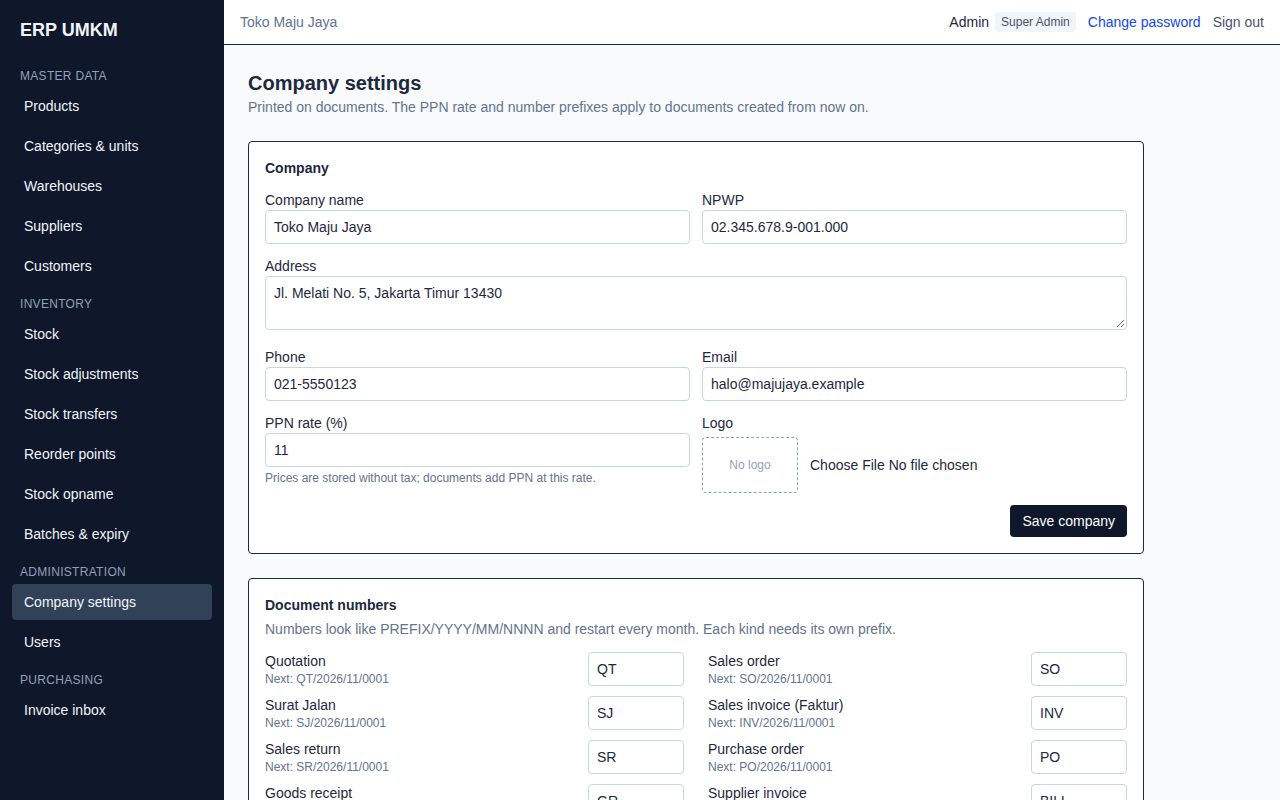 ERP UMKM
MASTER DATA
Products
Categories & units
Warehouses
Suppliers
Customers
INVENTORY
Stock
Stock adjustments
Stock transfers
Reorder points
Stock opname
Batches & expiry
ADMINISTRATION
Company settings
Users
PURCHASING
Invoice inbox
Toko Maju Jaya
Admin Super Admin Change password Sign out
Company settings
Printed on documents. The PPN rate and number prefixes apply to documents created from now on.
Company
Company name
Toko Maju Jaya
NPWP
02.345.678.9-001.000
Address
Jl. Melati No. 5, Jakarta Timur 13430
Phone
021-5550123
Email
halo@majujaya.example
PPN rate (%)
11
Prices are stored without tax; documents add PPN at this rate.
Logo
No logo
Choose File No file chosen
Save company
Document numbers
Numbers look like PREFIX/YYYY/MM/NNNN and restart every month. Each kind needs its own prefix.
Quotation
Next: QT/2026/11/0001
QT
Sales order
Next: SO/2026/11/0001
SO
Surat Jalan
Next: SJ/2026/11/0001
SJ
Sales invoice (Faktur)
Next: INV/2026/11/0001
INV
Sales return
Next: SR/2026/11/0001
SR
Purchase order
Next: PO/2026/11/0001
PO
Goods receipt
Supplier invoice